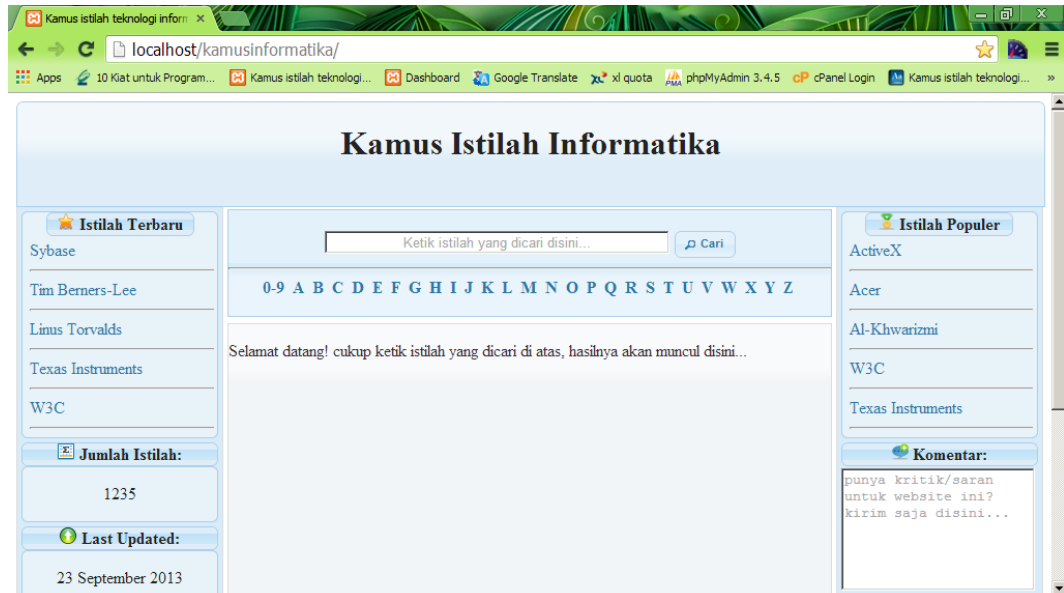 Kamus istilah teknologi inform
localhost/kamusinformatika/
Apps 10 Kiat untuk Program... Kamus istilah teknologi... Dashboard Google Translate xl quota phpMyAdmin 3.4.5 cPanel Login Kamus istilah teknologi... »
Kamus Istilah Informatika
Istilah Terbaru
Sybase
Tim Berners-Lee
Linus Torvalds
Texas Instruments
W3C
Jumlah Istilah:
1235
Last Updated:
23 September 2013
Ketik istilah yang dicari disini...
Cari
0-9 A B C D E F G H I J K L M N O P Q R S T U V W X Y Z
Selamat datang! cukup ketik istilah yang dicari di atas, hasilnya akan muncul disini...
Istilah Populer
ActiveX
Acer
Al-Khwarizmi
W3C
Texas Instruments
Komentar:
punya kritik/saran
untuk website ini?
kirim saja disini...